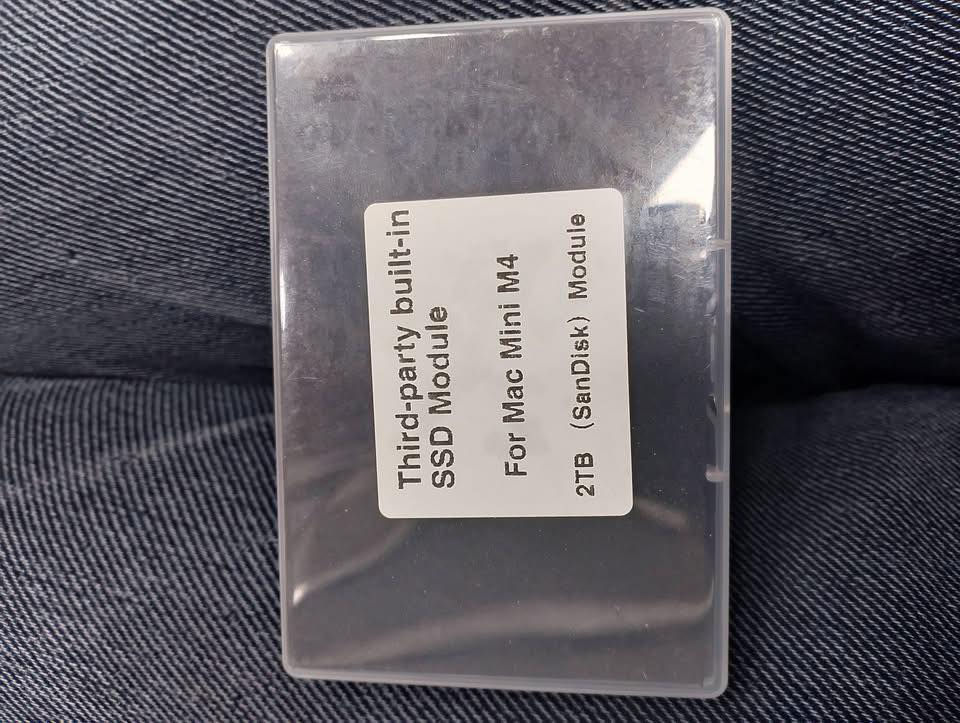 Third-party built-in
SSD Module
For Mac Mini M4
2TB (SanDisk) Module